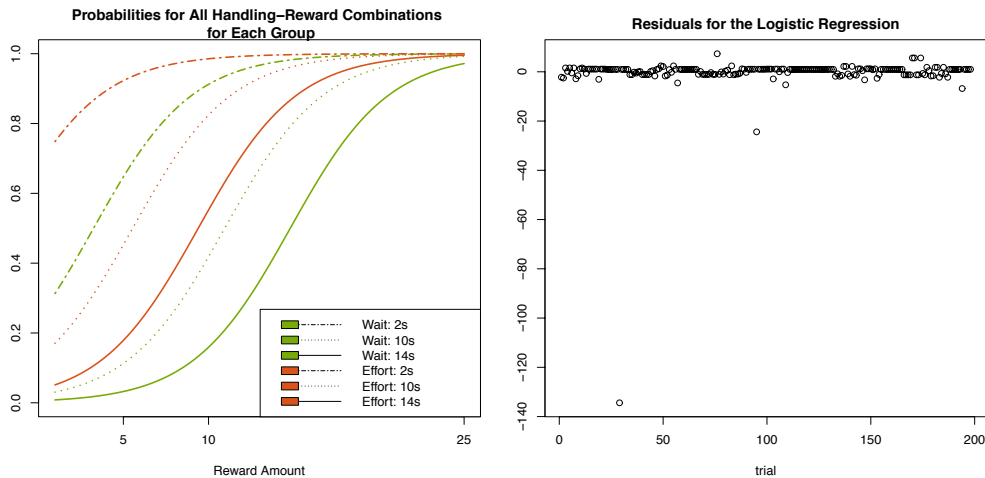 Probabilities for All Handling−Reward Combinations
for Each Group
1.0
0.8
0.6
0.4
0.2
0.0
5
10
25
Reward Amount
Wait: 2s
Wait: 10s
Wait: 14s
Effort: 2s
Effort: 10s
Effort: 14s
Residuals for the Logistic Regression
0
−20
−40
−60
−80
−100
−120
−140
0
50
100
150
200
trial